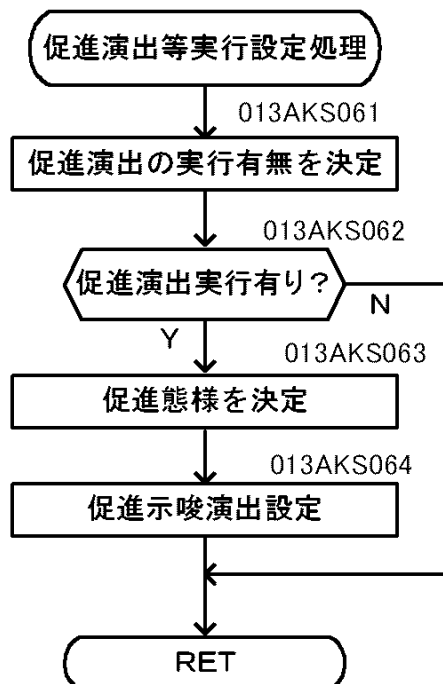 促進演出等実行設定処理
013AKS061
促進演出の実行有無を決定
013AKS062
促進演出実行有り？
N
Y
013AKS063
促進態様を決定
013AKS064
促進示唆演出設定
RET